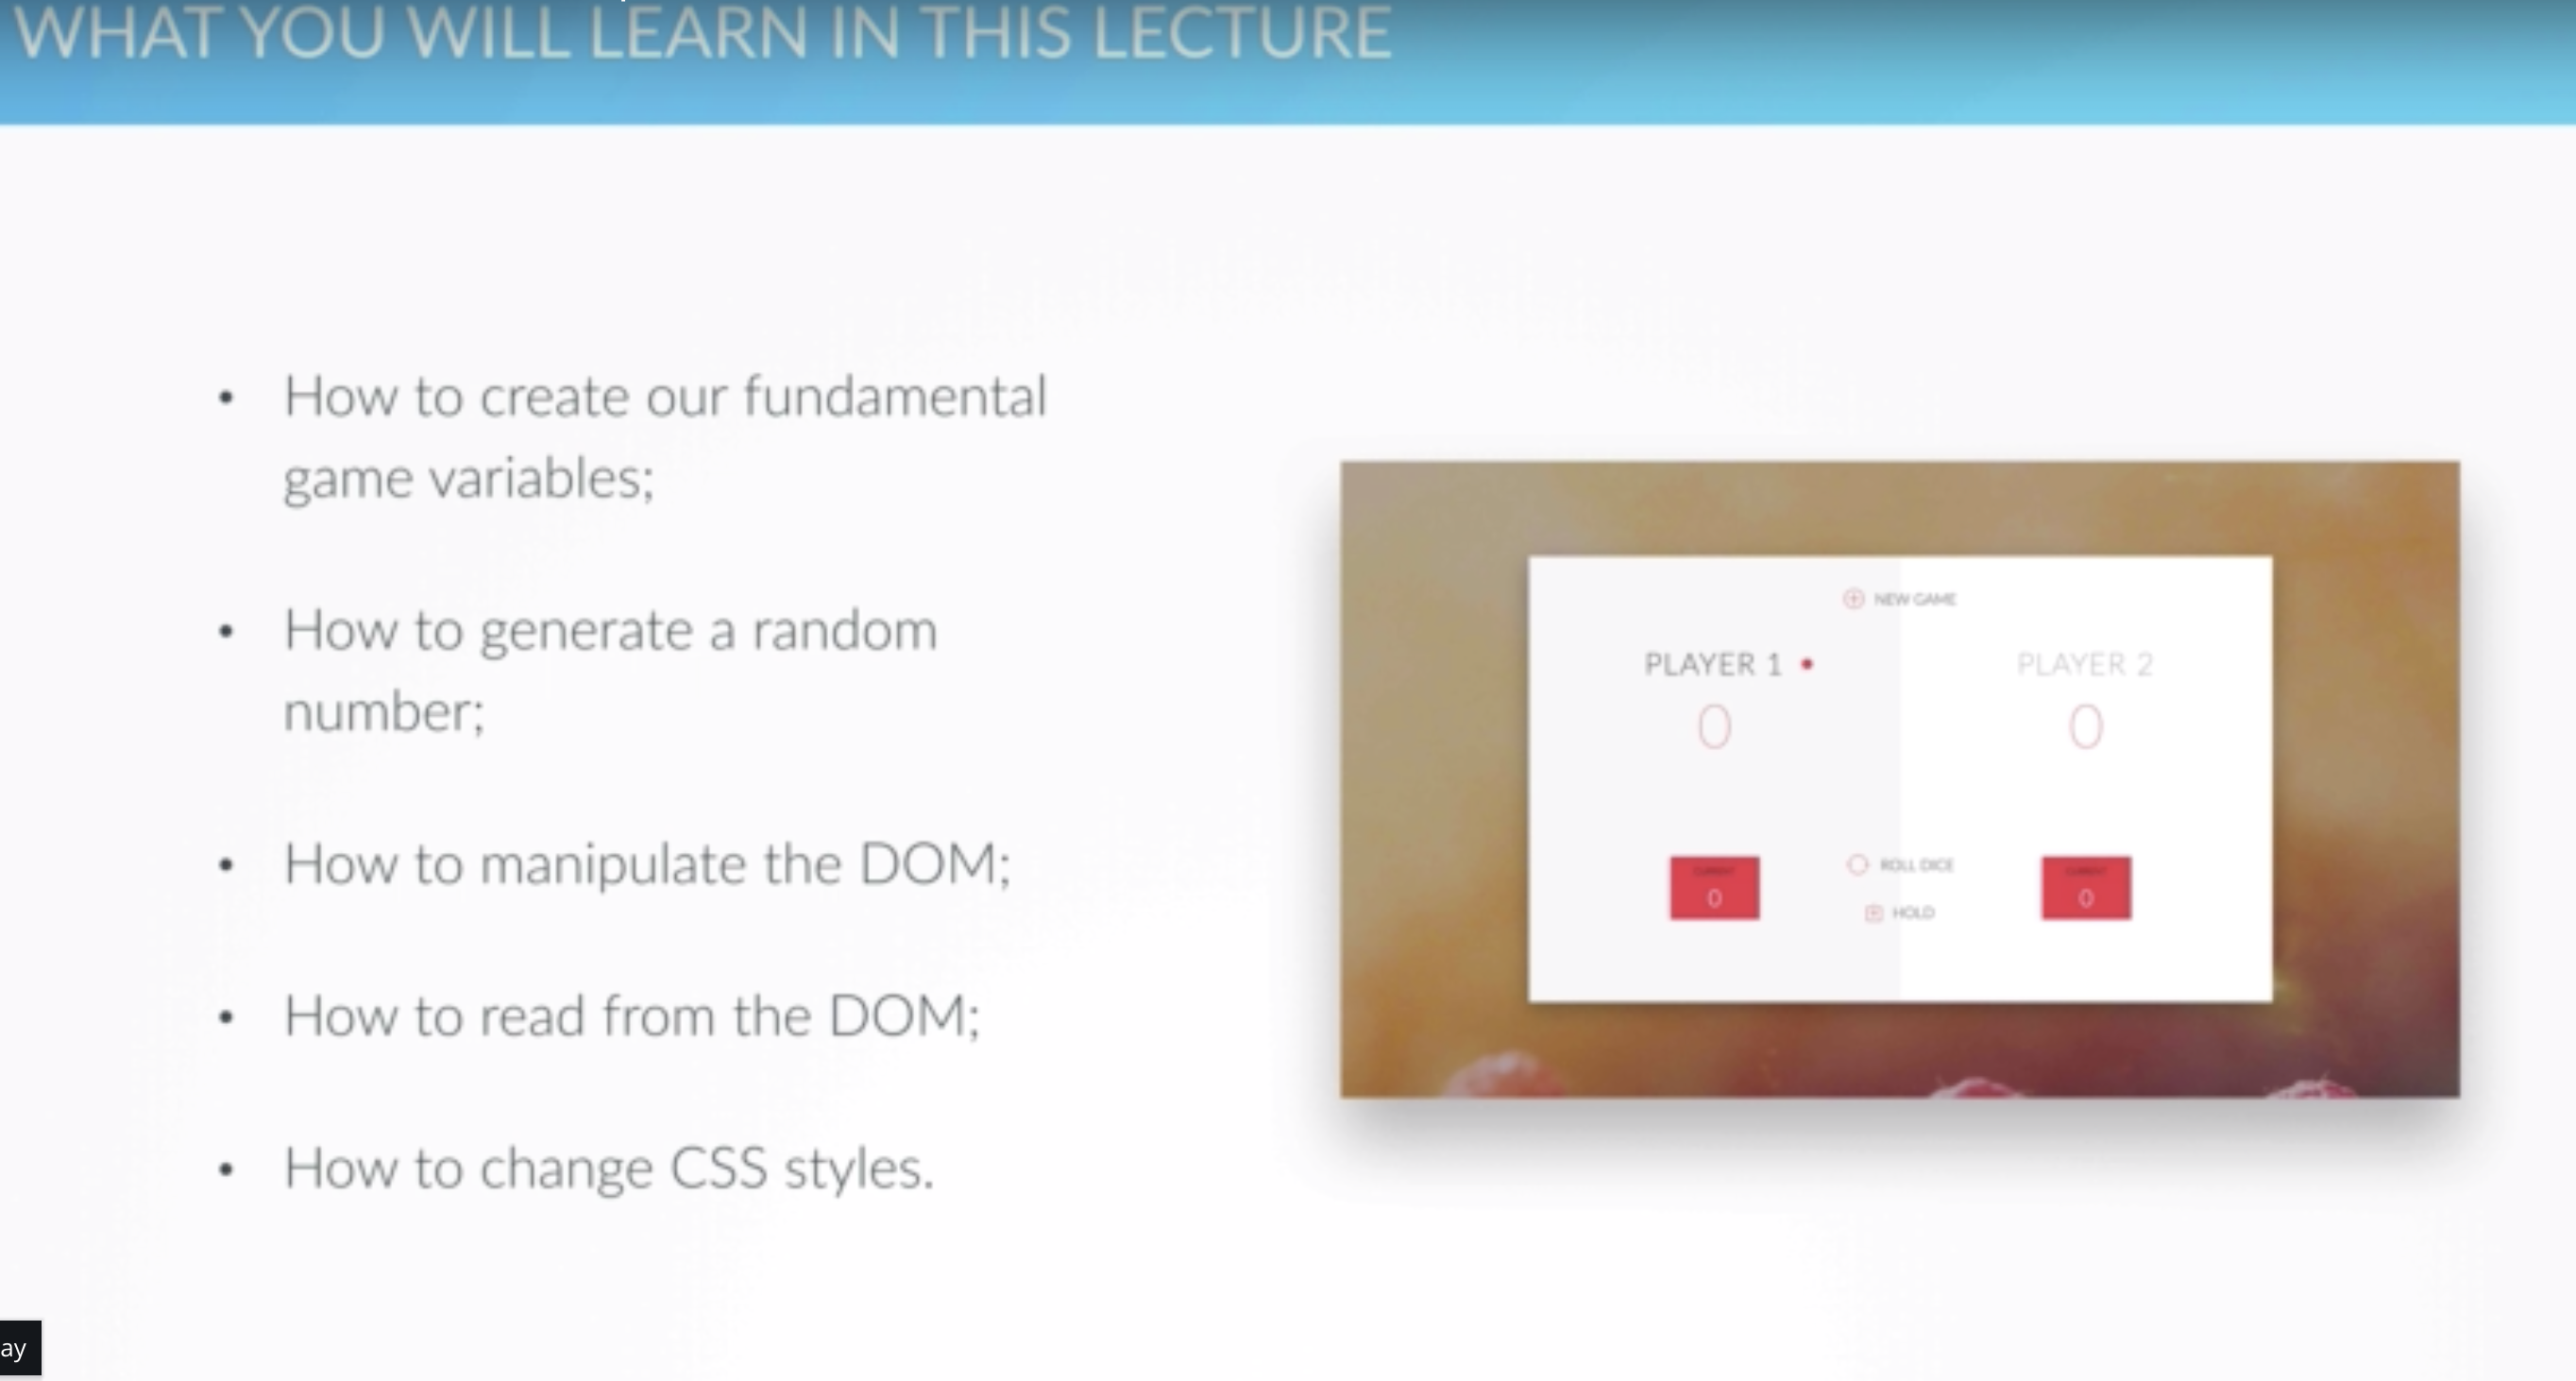 WHAT YOU WILL LEARN IN THIS LECTURE
• How to create our fundamental
game variables;
• How to generate a random
number;
• How to manipulate the DOM;
• How to read from the DOM;
• How to change CSS styles.
NEW GAME
PLAYER 1
PLAYER 2
0
0
ROLL DICE
CURRENT
0
CURRENT
0
HOLD
ay